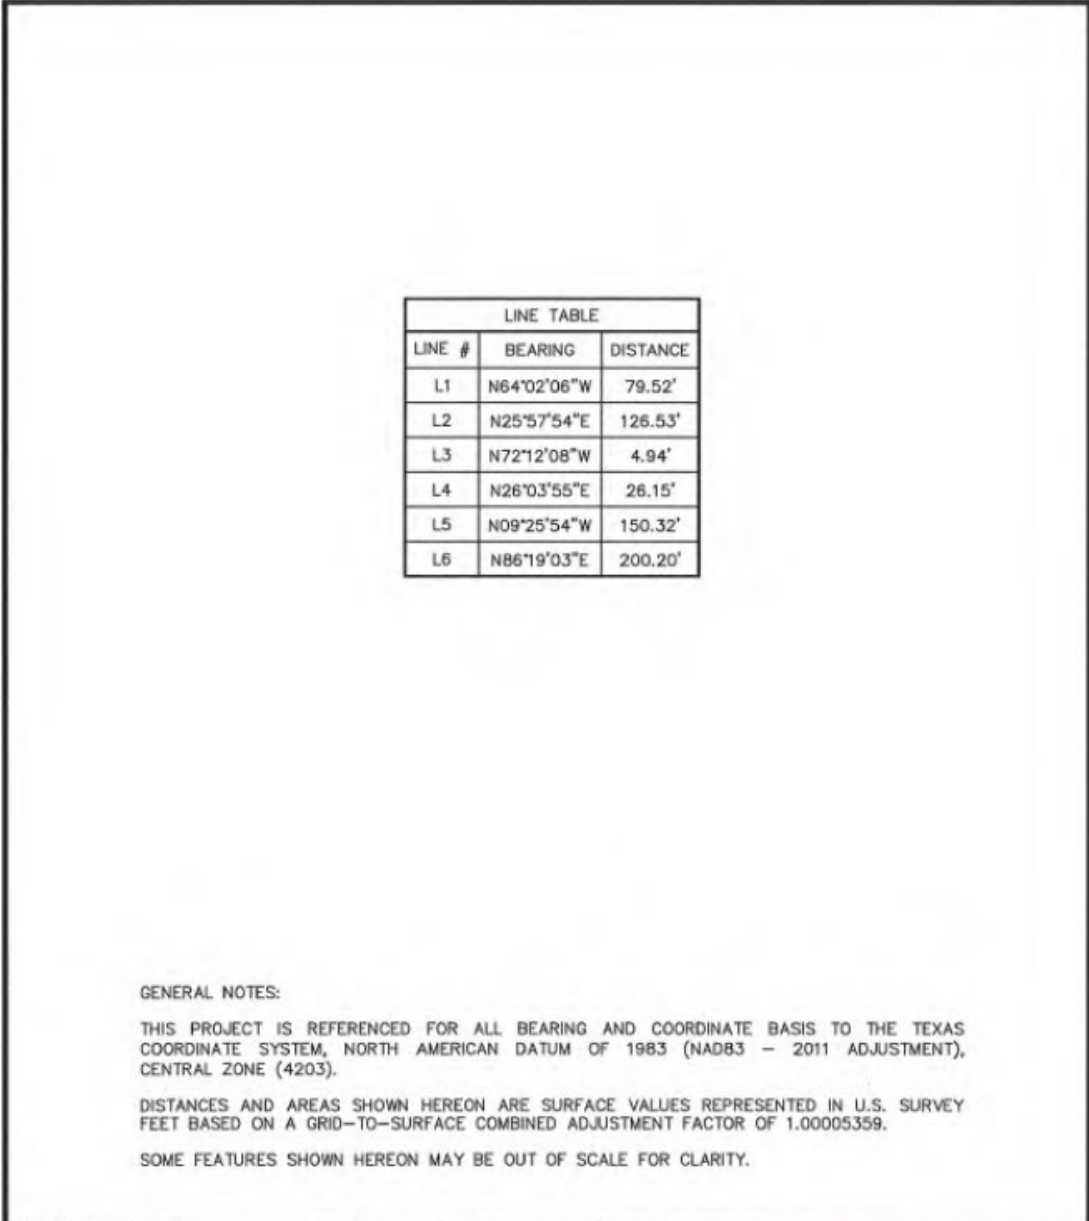 LINE TABLE
LINE # BEARING DISTANCE
L1 N64°02'06"W 79.52'
L2 N25°57'54"E 126.53'
L3 N72°12'08"W 4.94'
L4 N26°03'55"E 26.15'
L5 N09°25'54"W 150.32'
L6 N86°19'03"E 200.20'
GENERAL NOTES:
THIS PROJECT IS REFERENCED FOR ALL BEARING AND COORDINATE BASIS TO THE TEXAS
COORDINATE SYSTEM, NORTH AMERICAN DATUM OF 1983 (NAD83 – 2011 ADJUSTMENT),
CENTRAL ZONE (4203).
DISTANCES AND AREAS SHOWN HEREON ARE SURFACE VALUES REPRESENTED IN U.S. SURVEY
FEET BASED ON A GRID–TO–SURFACE COMBINED ADJUSTMENT FACTOR OF 1.00005359.
SOME FEATURES SHOWN HEREON MAY BE OUT OF SCALE FOR CLARITY.